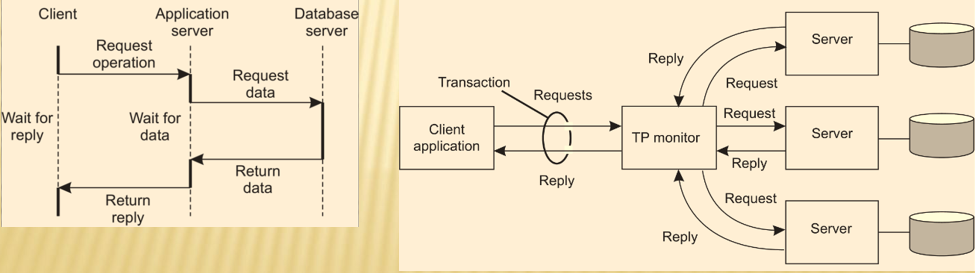 Client
Application
server
Database
server
Request
operation
Request
data
Wait for
reply
Wait for
data
Return
data
Return
reply
Transaction
Requests
Client
application
Reply
TP monitor
Reply
Request
Server
Request
Reply
Server
Request
Reply
Server